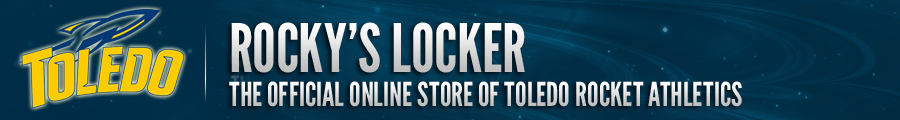 TOLEDO
ROCKY'S LOCKER
THE OFFICIAL ONLINE STORE OF TOLEDO ROCKET ATHLETICS